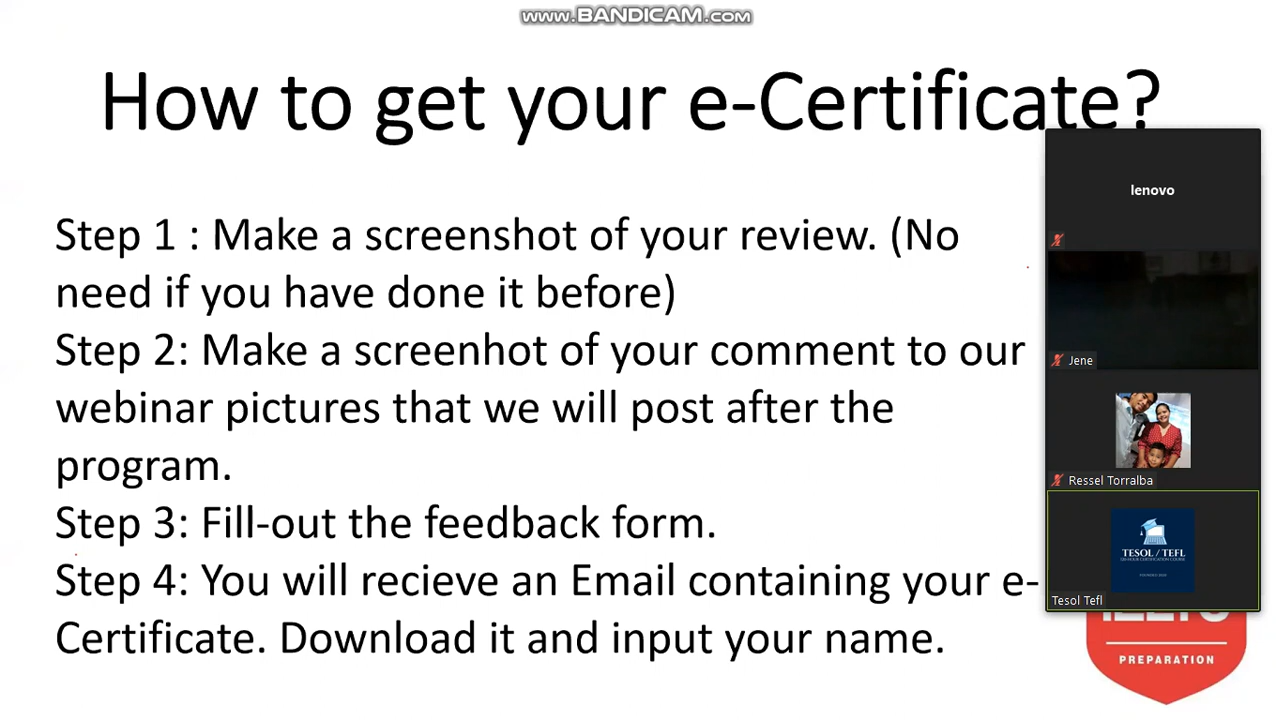 www.BANDICAM.com
How to get your e-Certificate?
Step 1 : Make a screenshot of your review. (No
need if you have done it before)
Step 2: Make a screenhot of your comment to our
webinar pictures that we will post after the
program.
Step 3: Fill-out the feedback form.
Step 4: You will recieve an Email containing your e-
Certificate. Download it and input your name.
lenovo
Jene
Ressel Torralba
TESOL / TEFL
Tesol Tefl
PREPARATION